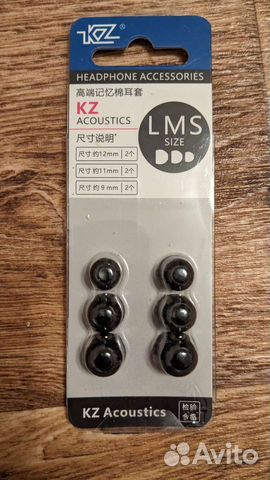 KZ
HEADPHONE ACCESSORIES
高端记忆棉耳套
KZ
ACOUSTICS
LMS
SIZE
尺寸说明*
尺寸 约12mm 2个
尺寸 约11mm 2个
尺寸 约 9 mm 2个
KZ Acoustics
检验
合格
Avito